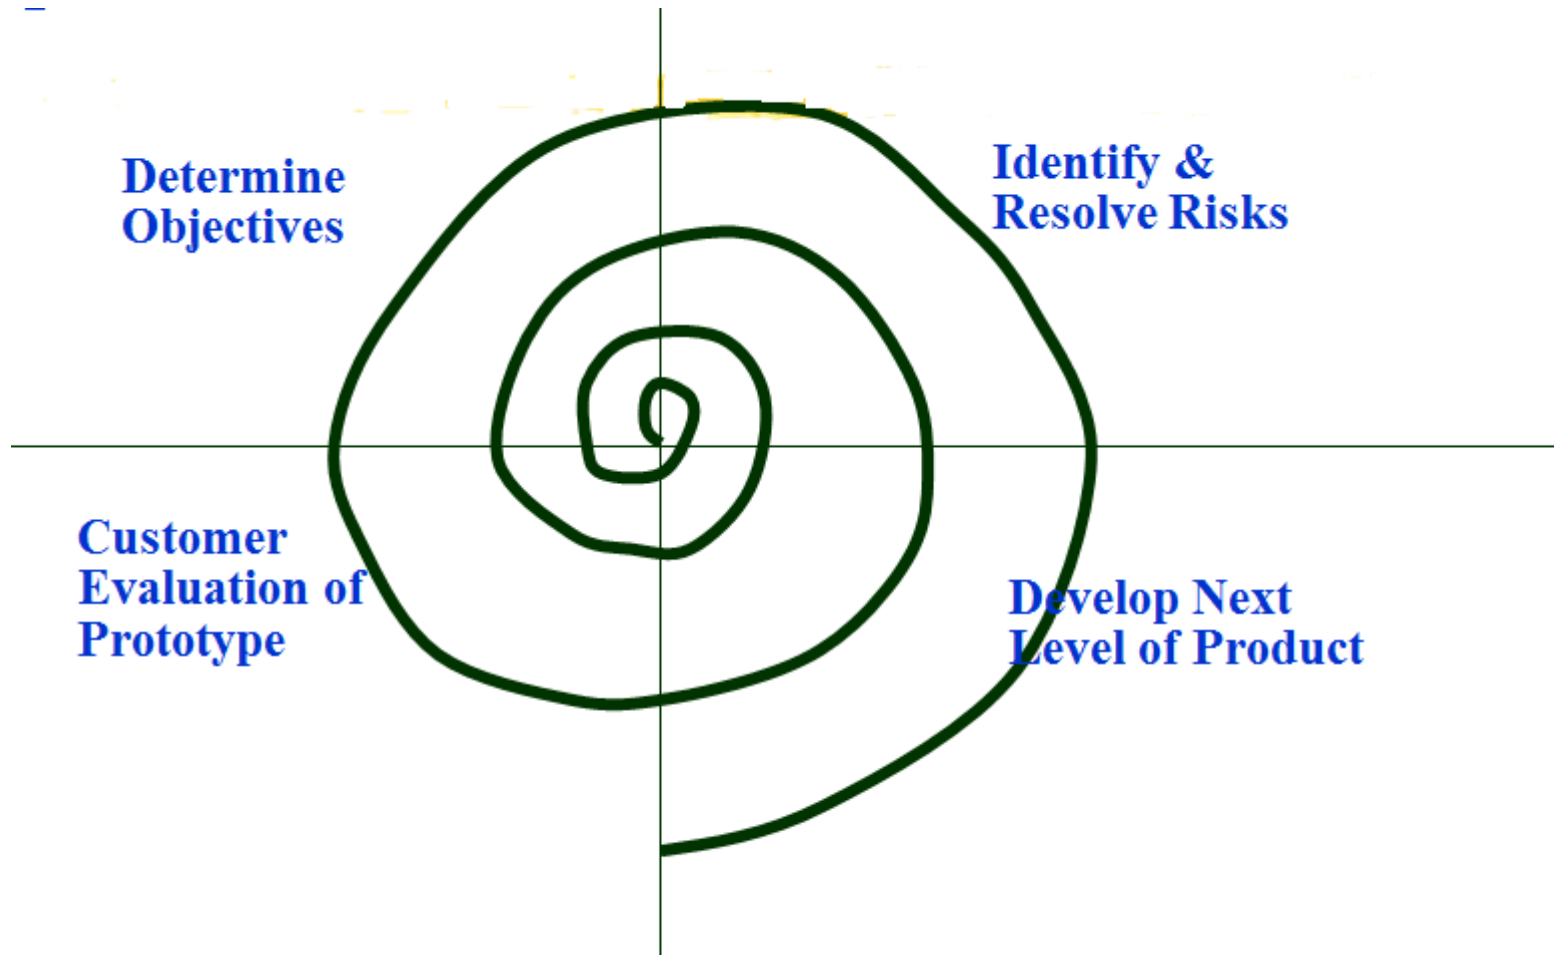 Determine
Objectives
Identify &
Resolve Risks
Customer
Evaluation of
Prototype
Develop Next
Level of Product